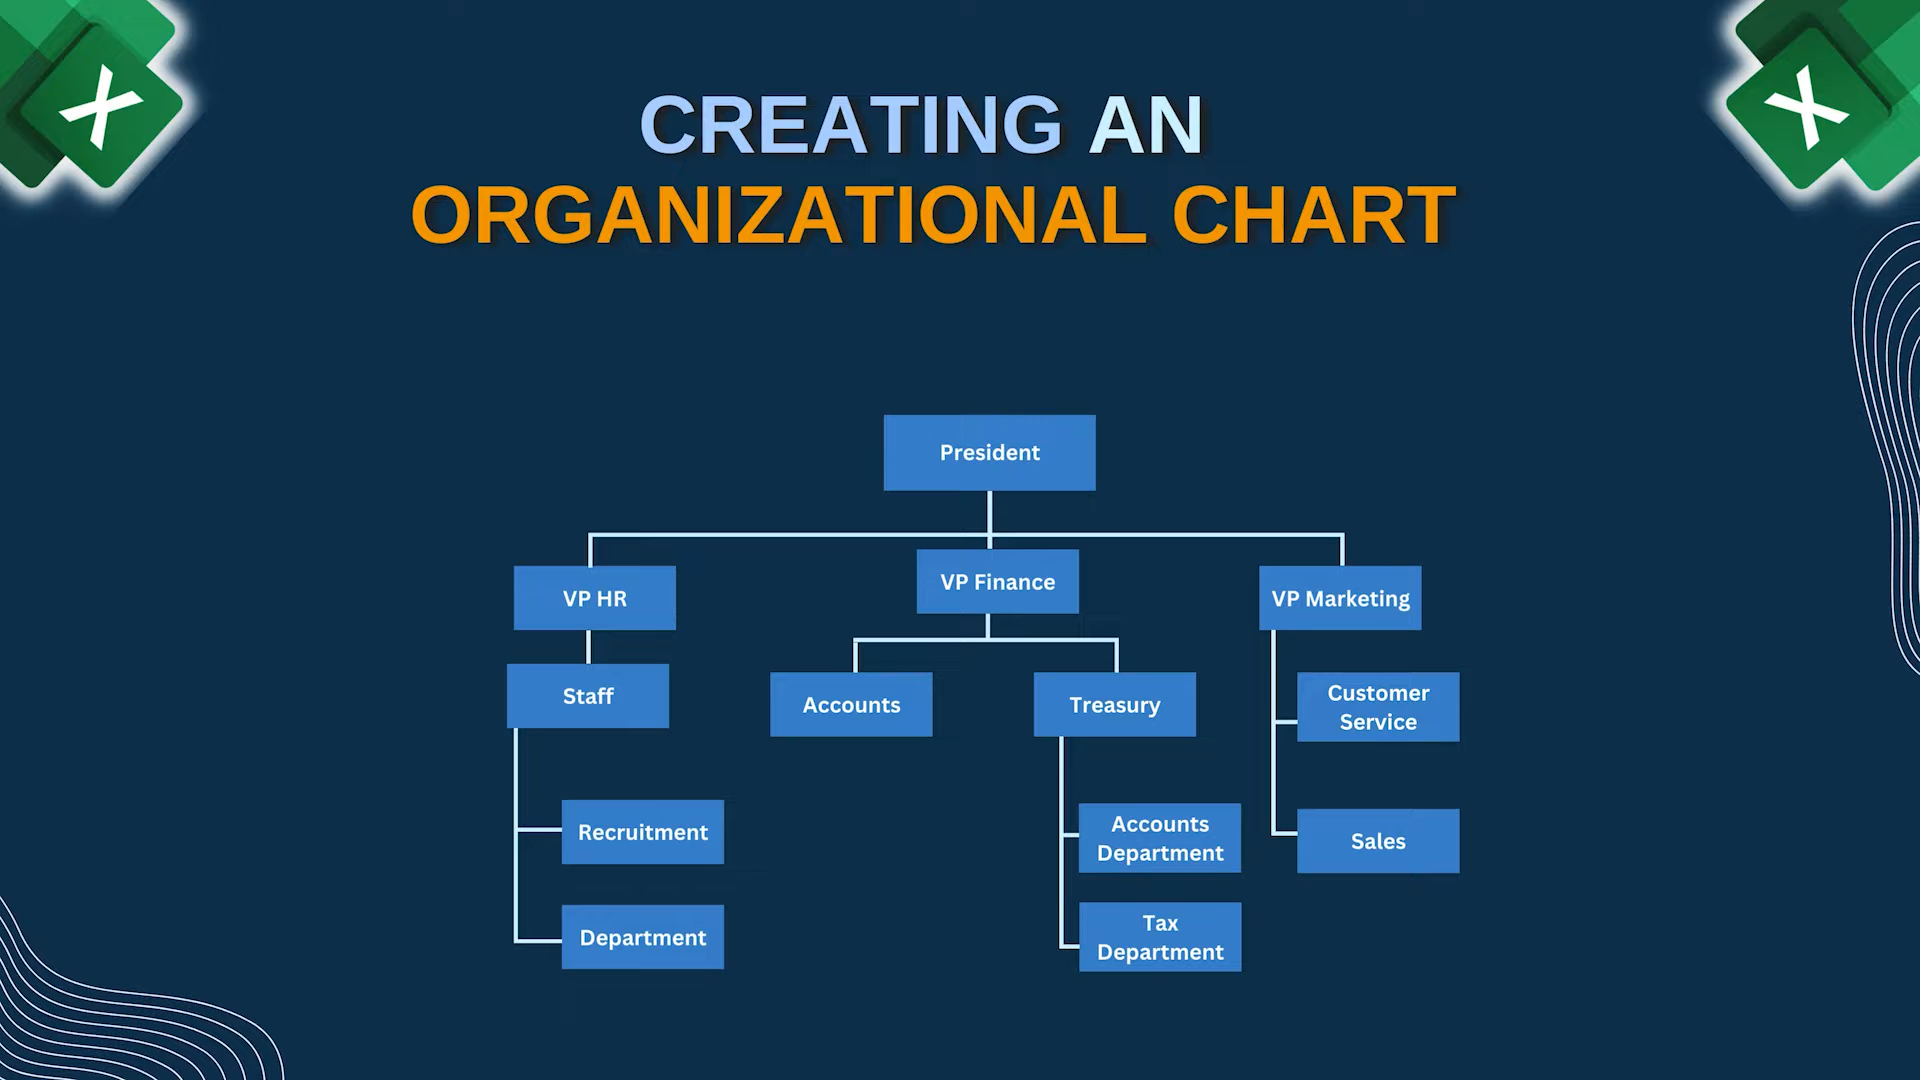 CREATING AN
ORGANIZATIONAL CHART
President
VP HR
VP Finance
VP Marketing
Staff
Accounts
Treasury
Customer
Service
Recruitment
Accounts
Department
Sales
Department
Tax
Department
X
X